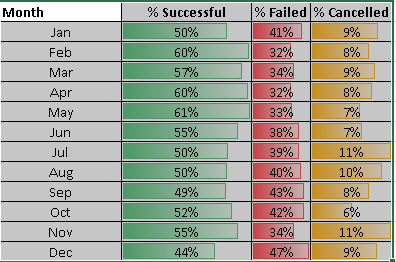 Month % Successful % Failed % Cancelled
Jan 50% 41% 9%
Feb 60% 32% 8%
Mar 57% 34% 9%
Apr 60% 32% 8%
May 61% 33% 7%
Jun 55% 38% 7%
Jul 50% 39% 11%
Aug 50% 40% 10%
Sep 49% 43% 8%
Oct 52% 42% 6%
Nov 55% 34% 11%
Dec 44% 47% 9%